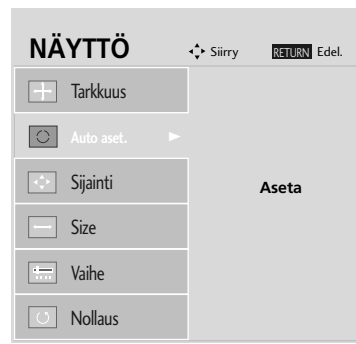 NÄYTTÖ Siirry RETURN Edel.
Tarkkuus
Auto aset.
Sijainti
Aseta
Size
Vaihe
Nollaus